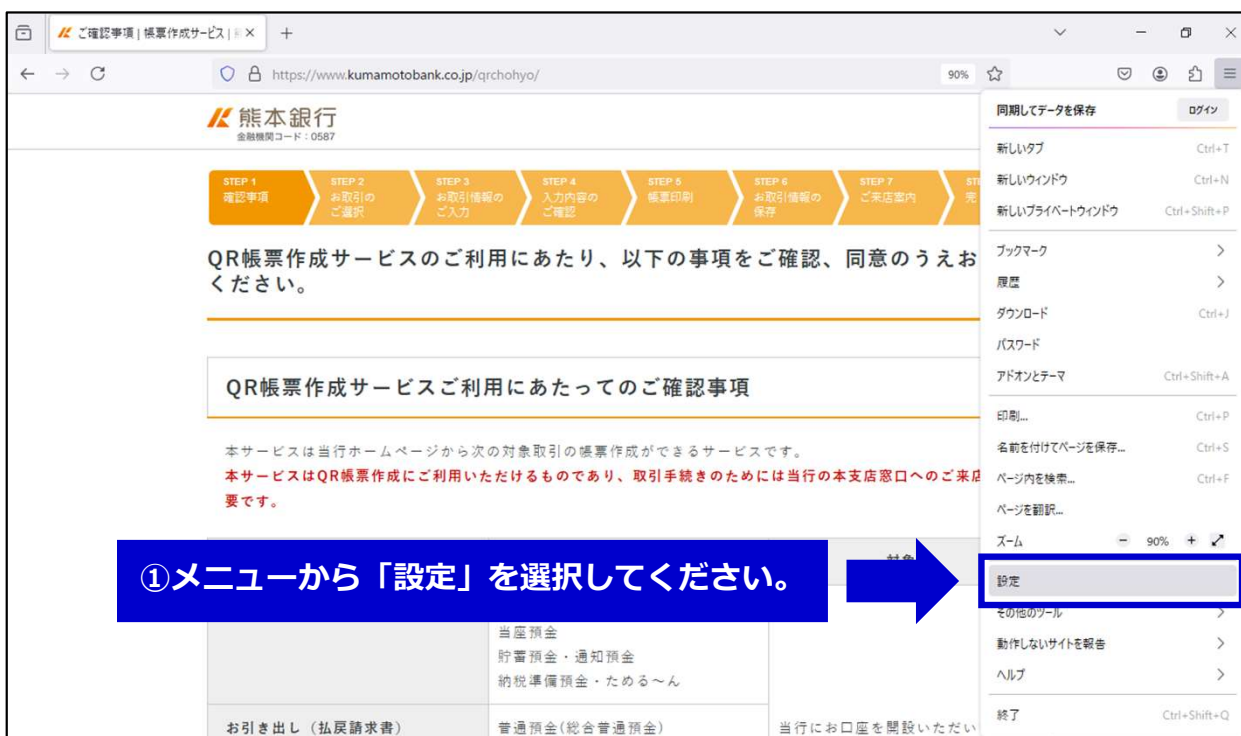 ご確認事項 | 帳票作成サービス |
https://www.kumamotobank.co.jp/qrchohyo/
90%
熊本銀行
金融機関コード：0587
同期してデータを保存 ログイン
新しいタブ Ctrl+T
新しいウィンドウ Ctrl+N
新しいプライベートウィンドウ Ctrl+Shift+P
ブックマーク
履歴
ダウンロード Ctrl+J
パスワード
アドオンとテーマ Ctrl+Shift+A
印刷... Ctrl+P
名前を付けてページを保存... Ctrl+S
ページ内を検索... Ctrl+F
ページを翻訳...
ズーム − 90% +
設定
その他のツール
動作しないサイトを報告
ヘルプ
終了 Ctrl+Shift+Q
STEP 1
確認事項
STEP 2
お取引の
ご選択
STEP 3
お取引情報の
ご入力
STEP 4
入力内容の
ご確認
STEP 5
帳票印刷
STEP 6
お取引情報の
保存
STEP 7
ご来店案内
QR帳票作成サービスのご利用にあたり、以下の事項をご確認、同意のうえお
ください。
QR帳票作成サービスご利用にあたってのご確認事項
本サービスは当行ホームページから次の対象取引の帳票作成ができるサービスです。
本サービスはQR帳票作成にご利用いただけるものであり、取引手続きのためには当行の本支店窓口へのご来店
要です。
①メニューから「設定」を選択してください。
当座預金
貯蓄預金・通知預金
納税準備預金・ためる〜ん
お引き出し（払戻請求書） 普通預金(総合普通預金) 当行にお口座を開設いただい